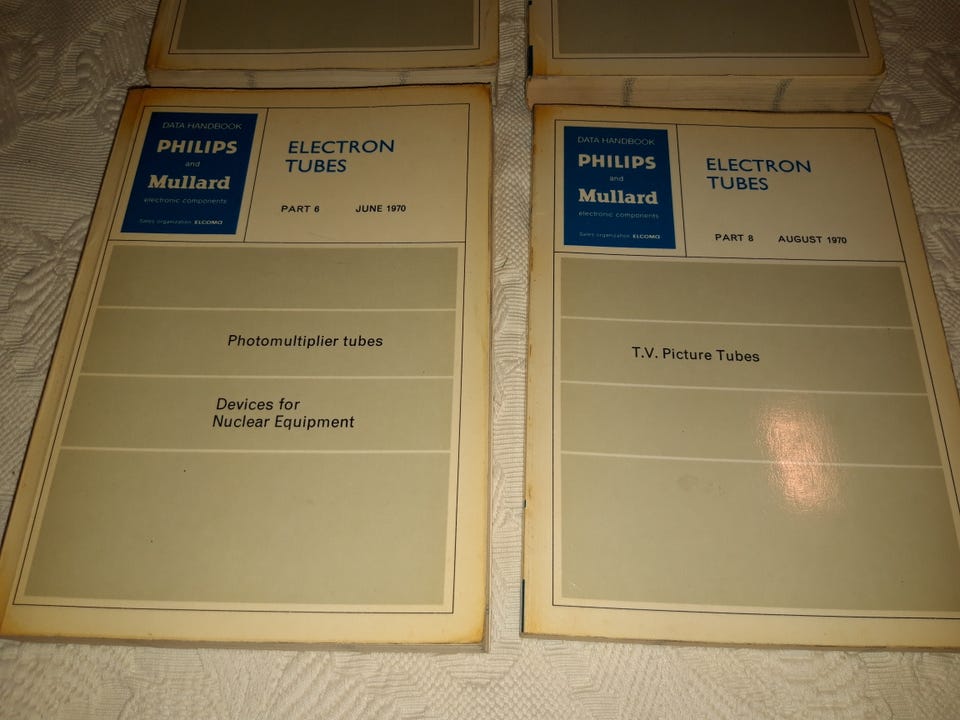 DATA HANDBOOK
PHILIPS
and
Mullard
electronic components
Sales organization ELCOMO
ELECTRON
TUBES
PART 6 JUNE 1970
Photomultiplier tubes
Devices for
Nuclear Equipment
DATA HANDBOOK
PHILIPS
and
Mullard
electronic components
Sales organization ELCOMO
ELECTRON
TUBES
PART 8 AUGUST 1970
T.V. Picture Tubes